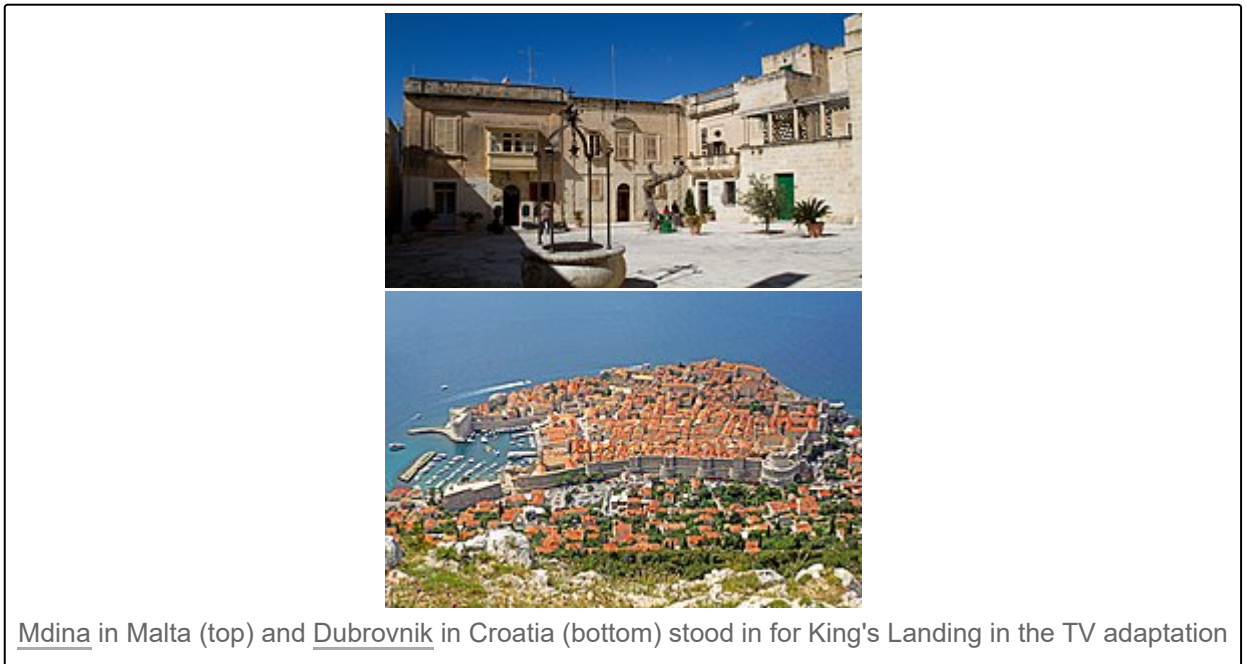 Mdina in Malta (top) and Dubrovnik in Croatia (bottom) stood in for King's Landing in the TV adaptation